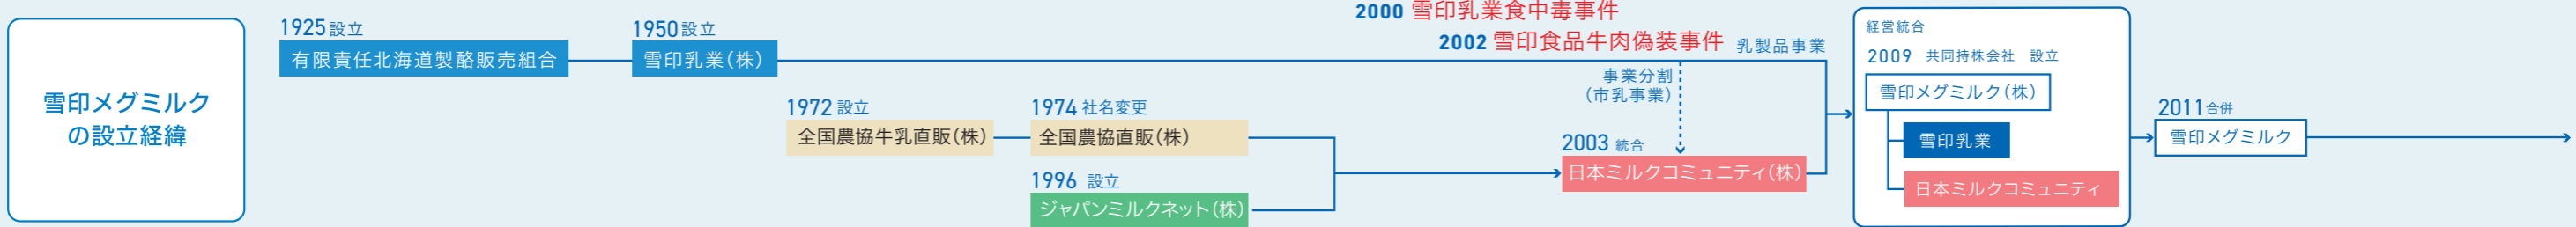 雪印メグミルク
の設立経緯
1925 設立
有限責任北海道製酪販売組合
1950 設立
雪印乳業(株)
1972 設立
全国農協牛乳直販(株)
1974 社名変更
全国農協直販(株)
1996 設立
ジャパンミルクネット(株)
2000 雪印乳業食中毒事件
2002 雪印食品牛肉偽装事件
乳製品事業
事業分割
(市乳事業)
2003 統合
日本ミルクコミュニティ(株)
経営統合
2009 共同持株会社 設立
雪印メグミルク(株)
雪印乳業
日本ミルクコミュニティ
2011 合併
雪印メグミルク